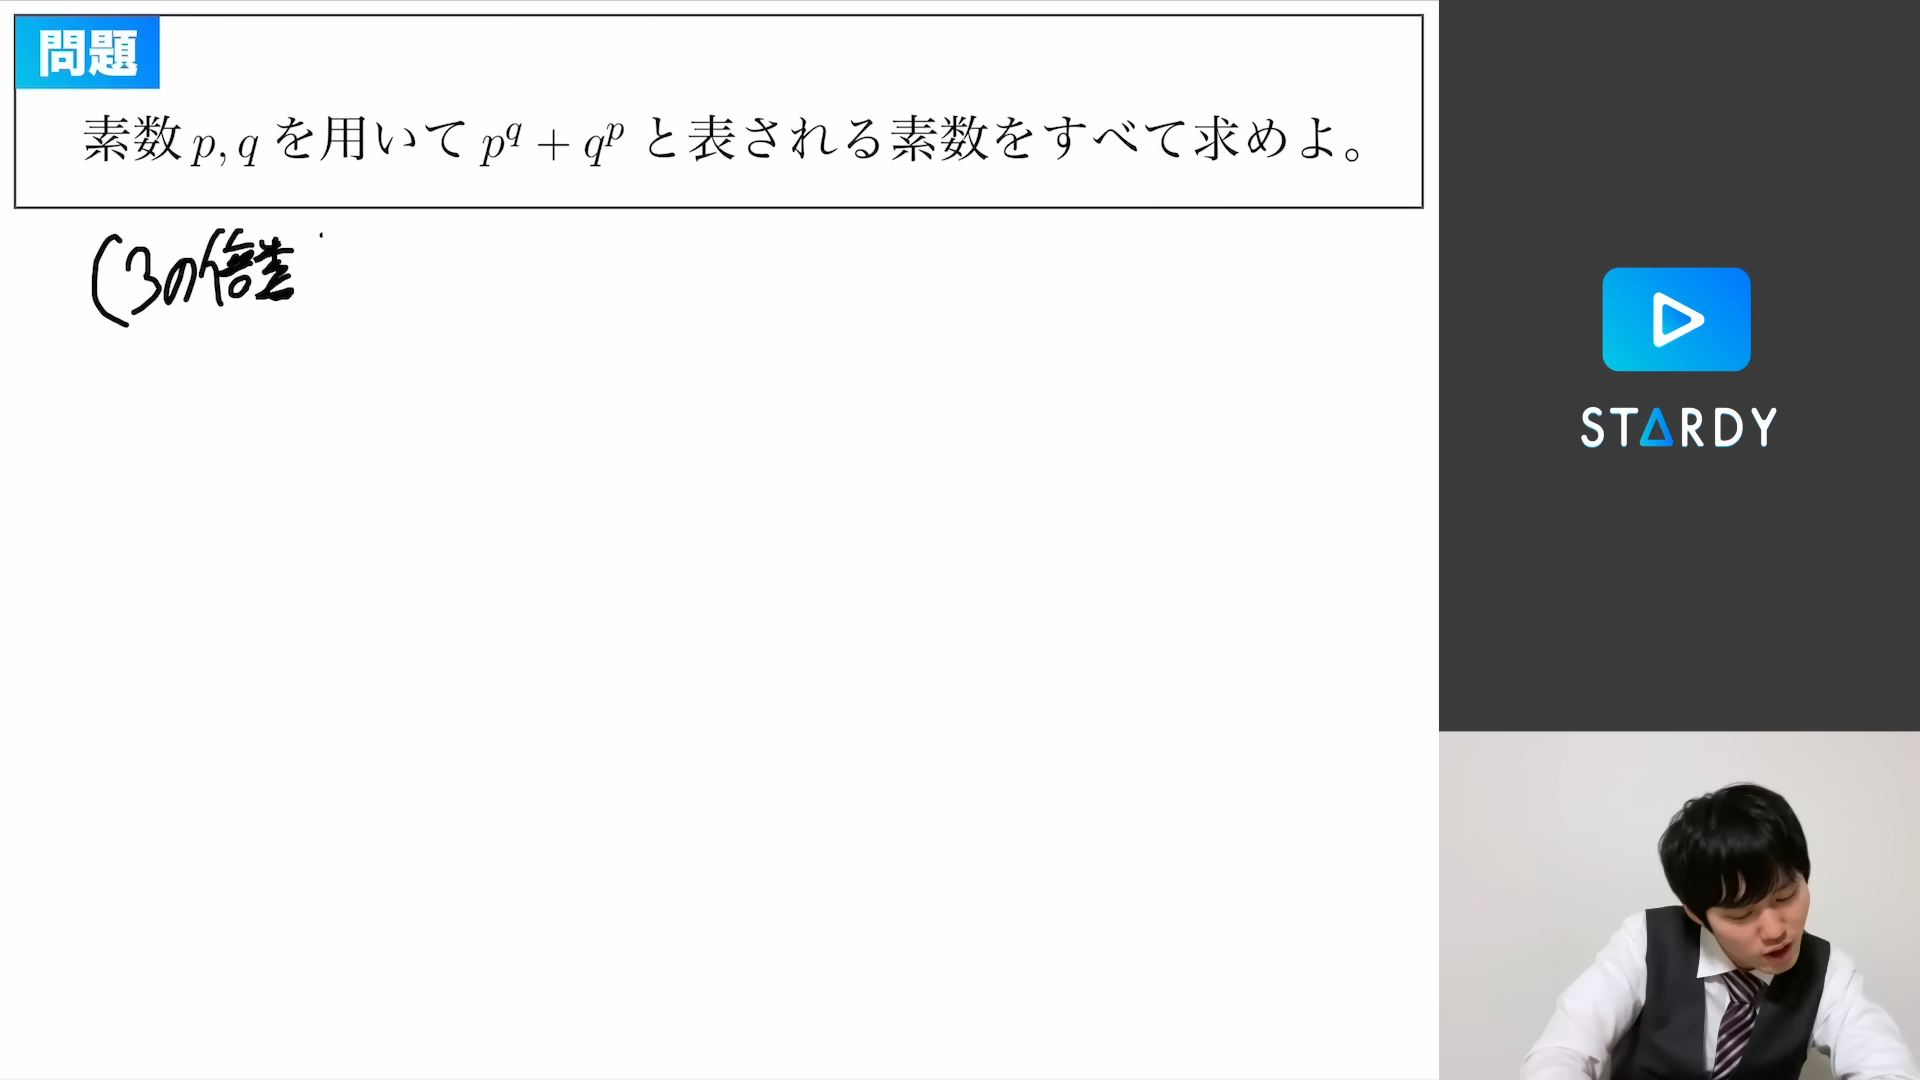 問題
素数 p, q を用いて p^q + q^p と表される素数をすべて求めよ。
(3の倍
STARDY